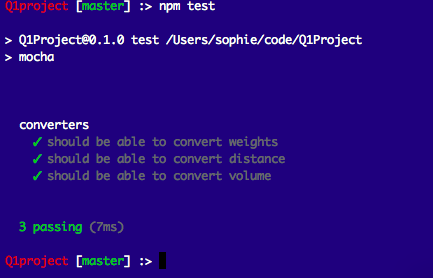 Q1project [master] :> npm test
> Q1Project@0.1.0 test /Users/sophie/code/Q1Project
> mocha
converters
✓ should be able to convert weights
✓ should be able to convert distance
✓ should be able to convert volume
3 passing (7ms)
Q1project [master] :>